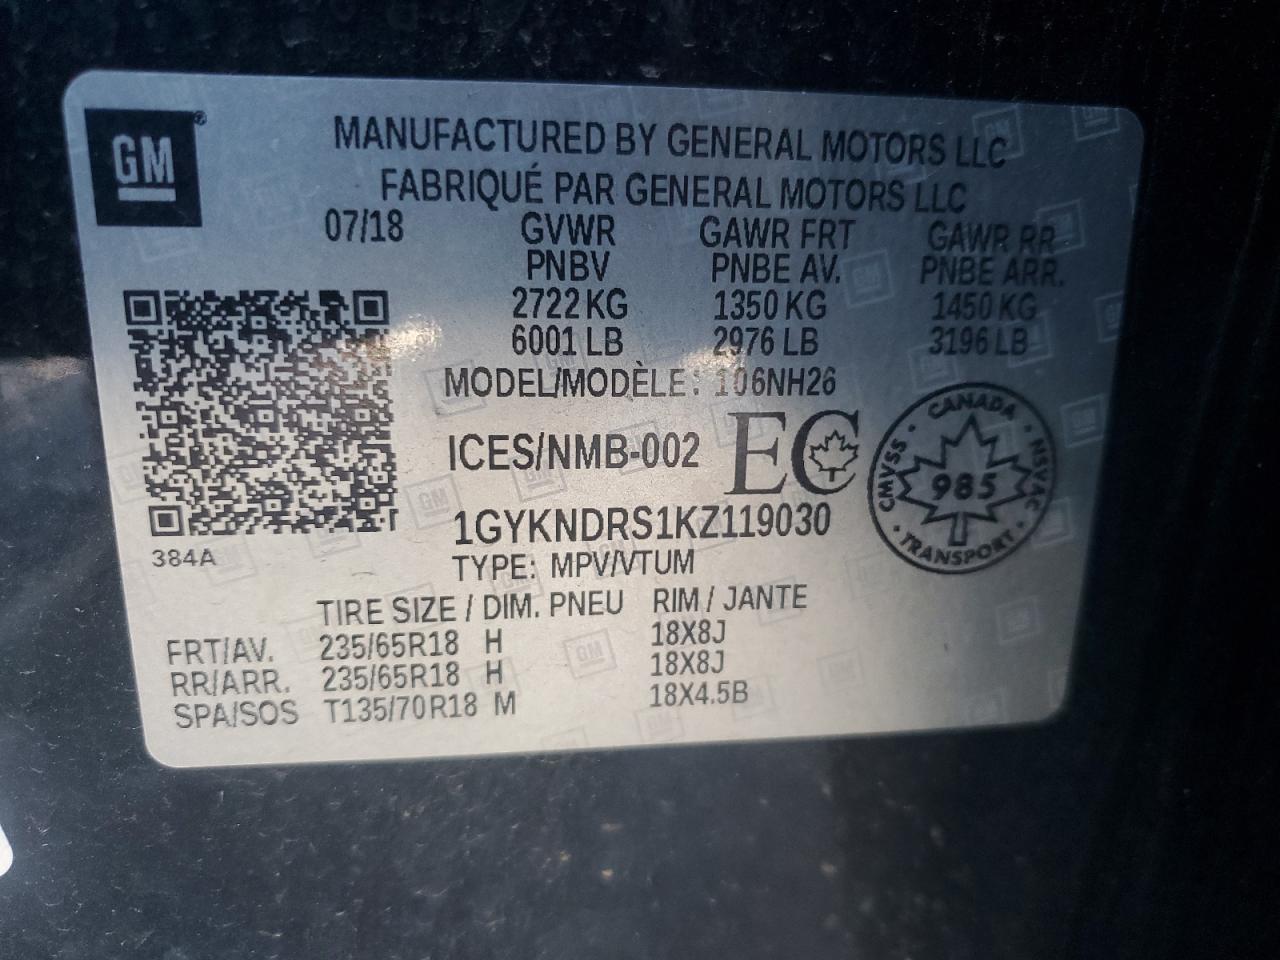 GM®
MANUFACTURED BY GENERAL MOTORS LLC
FABRIQUÉ PAR GENERAL MOTORS LLC
07/18 GVWR GAWR FRT GAWR RR
PNBV PNBE AV. PNBE ARR.
2722 KG 1350 KG 1450 KG
6001 LB 2976 LB 3196 LB
MODEL/MODÈLE: 106NH26
ICES/NMB-002 EC
CANADA
CMVSS 985 NSVAC
TRANSPORT
1GYKNDRS1KZ119030
384A
TYPE: MPV/VTUM
TIRE SIZE / DIM. PNEU RIM / JANTE
FRT/AV. 235/65R18 H 18X8J
RR/ARR. 235/65R18 H 18X8J
SPA/SOS T135/70R18 M 18X4.5B